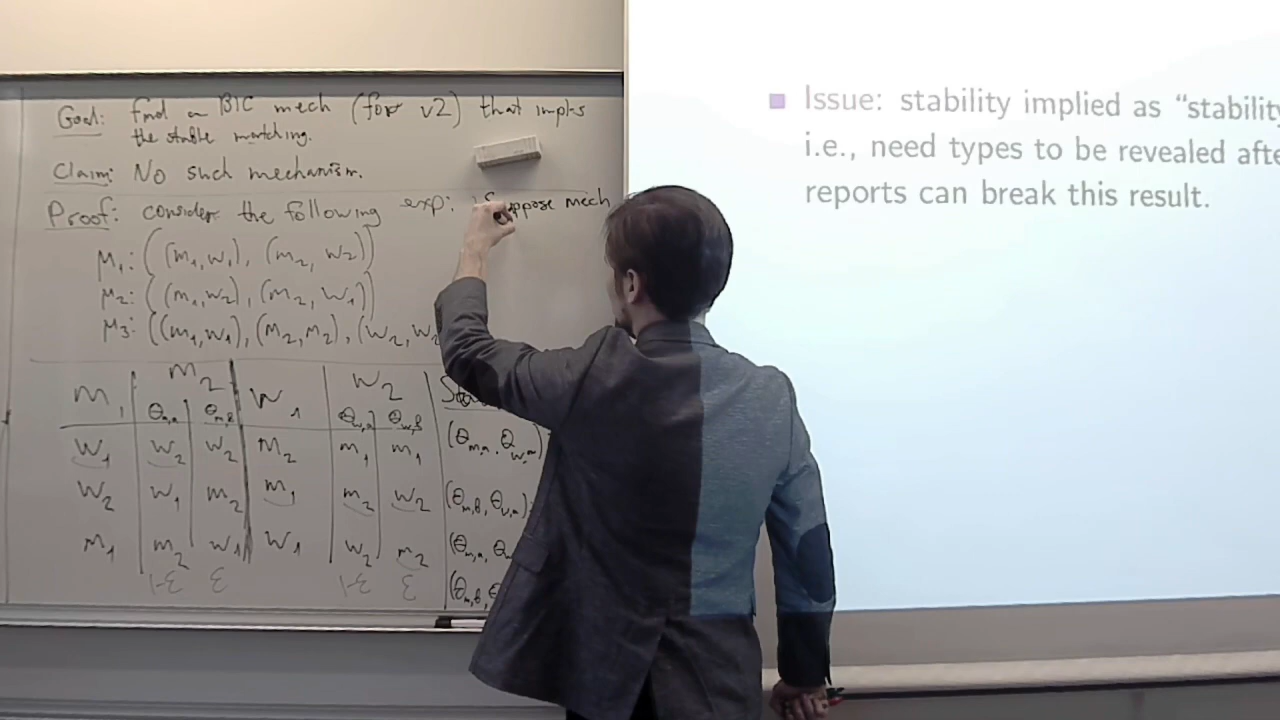 Goal: find a BIC mech (for v2) that impls
the stable matching.
Claim: No such mechanism.
Proof: consider the following exp: Suppose mech
μ₁: ((m₁,w₁), (m₂, w₂))
μ₂: ((m₁,w₂), (m₂, w₁))
μ₃: ((m₁,w₁), (m₂,m₂), (w₂, w₂
m₁ m₂ w₁ w₂
θm,a θm,b θw,a θw,b
w₁ w₂ w₂ m₂ m₁ m₁ (θm,a, θw,a)
w₂ w₁ m₂ m₁ m₂ w₂ (θm,b, θw,a):
m₁ m₂ w₁ w₁ w₂ m₂ (θm,a, θw
1-ε ε 1-ε ε (θm,b, θ
Issue: stability implied as “stability
i.e., need types to be revealed afte
reports can break this result.